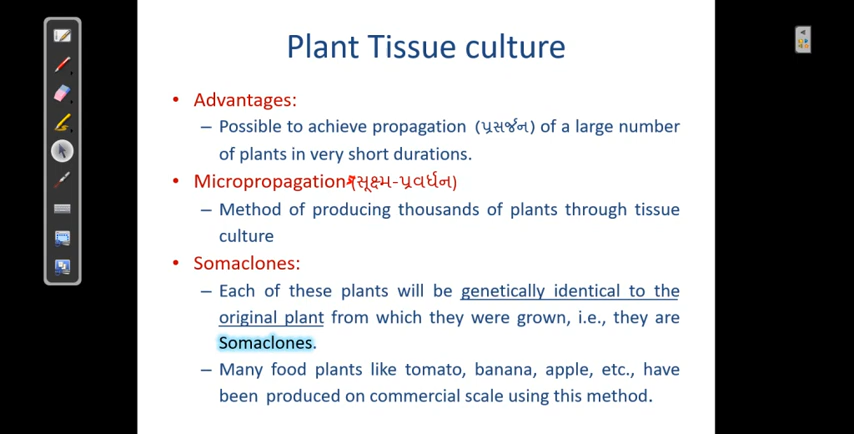 Plant Tissue culture
• Advantages:
– Possible to achieve propagation (પ્રસર્જન) of a large number
of plants in very short durations.
• Micropropagation (સૂક્ષ્મ-પ્રવર્ધન)
– Method of producing thousands of plants through tissue
culture
• Somaclones:
– Each of these plants will be genetically identical to the
original plant from which they were grown, i.e., they are
Somaclones.
– Many food plants like tomato, banana, apple, etc., have
been produced on commercial scale using this method.